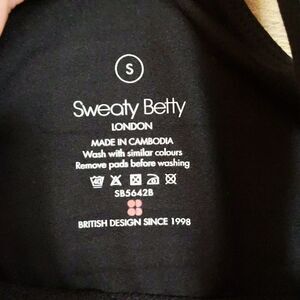 S
Sweaty Betty
LONDON
MADE IN CAMBODIA
Wash with similar colours
Remove pads before washing
SB5642B
BRITISH DESIGN SINCE 1998